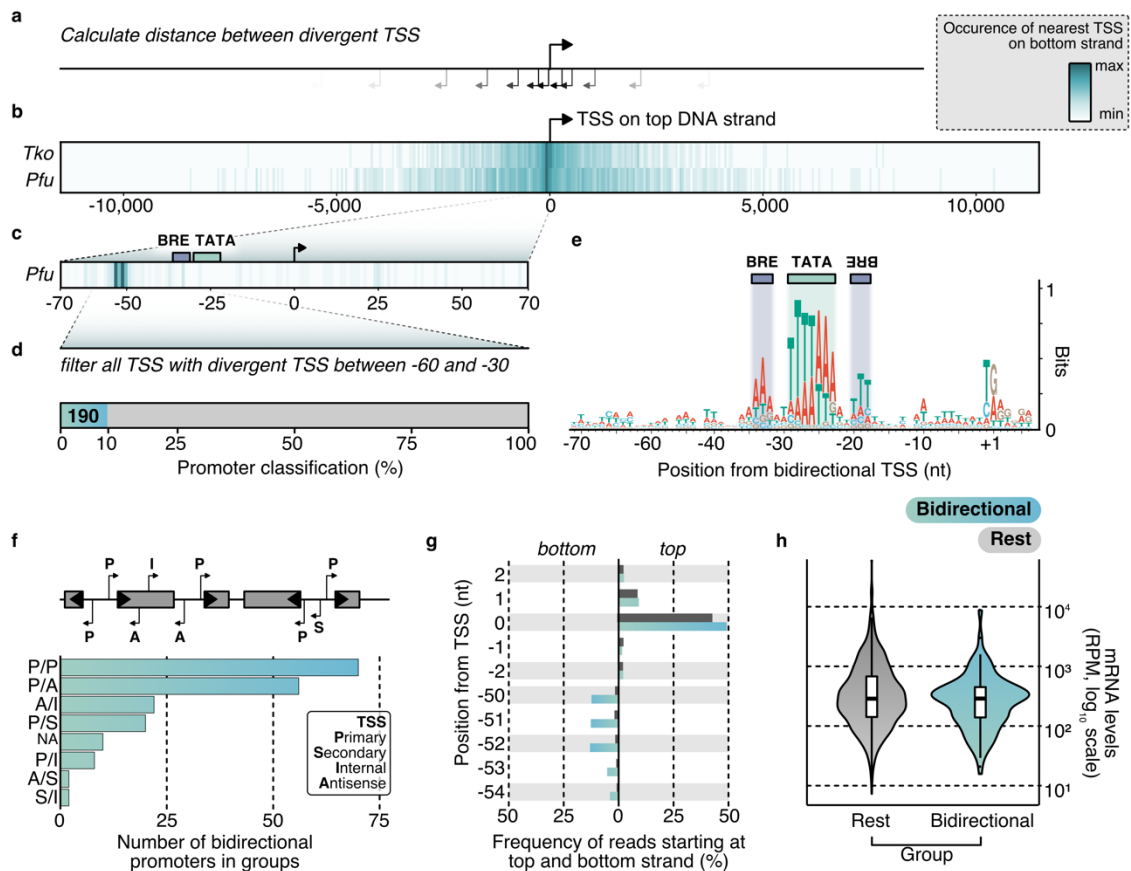 a
Calculate distance between divergent TSS
Occurence of nearest TSS
on bottom strand
max
min
b
TSS on top DNA strand
Tko
Pfu
-10,000 -5,000 0 5,000 10,000
c
BRE TATA
Pfu
-70 -50 -25 0 25 50 70
d
filter all TSS with divergent TSS between -60 and -30
190
0 10 25 50 75 100
Promoter classification (%)
e
BRE TATA BRE
1
Bits
0
-70 -60 -50 -40 -30 -20 -10 +1
Position from bidirectional TSS (nt)
f
P I P P
P A A P S
P/P
P/A
A/I
P/S
NA
P/I
A/S
S/I
TSS
Primary
Secondary
Internal
Antisense
0 25 50 75
Number of bidirectional
promoters in groups
g
bottom top
Position from TSS (nt)
2
1
0
-1
-2
-50
-51
-52
-53
-54
50 25 0 25 50
Frequency of reads starting at
top and bottom strand (%)
Bidirectional
Rest
h
10⁴
10³
10²
10¹
mRNA levels
(RPM, log₁₀ scale)
Rest Bidirectional
Group